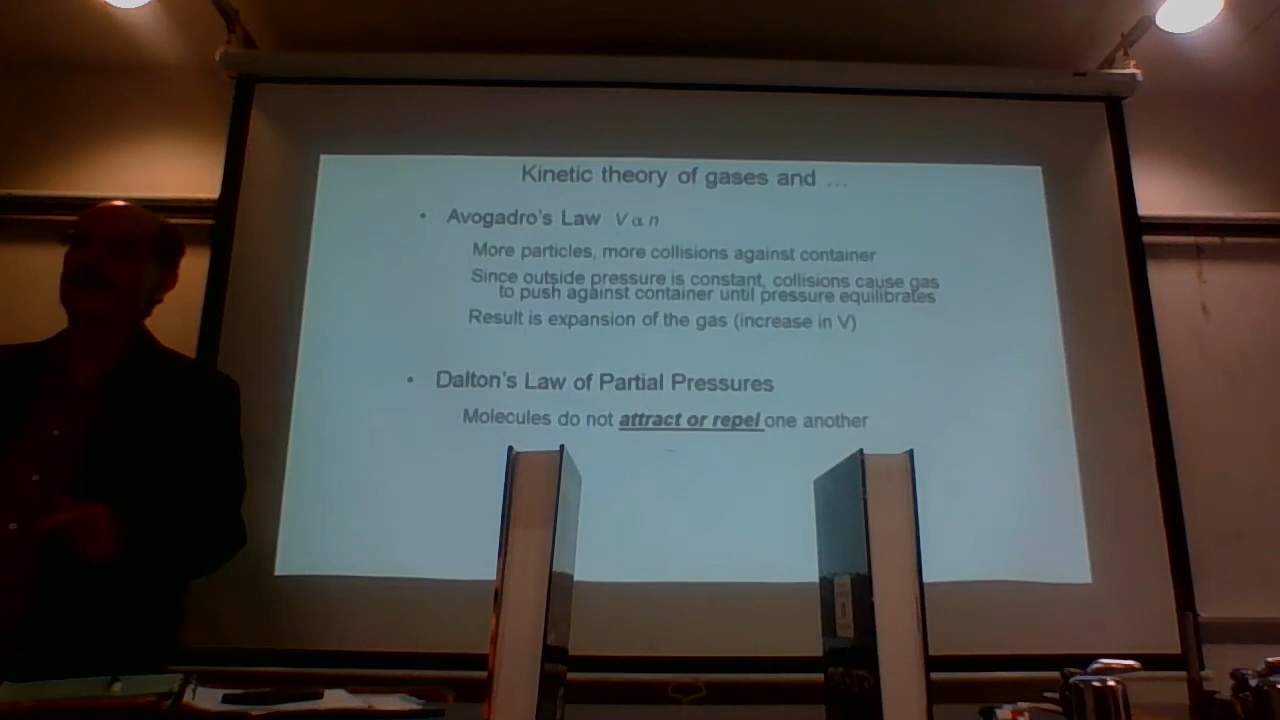 Kinetic theory of gases and ...
• Avogadro's Law V α n
More particles, more collisions against container
Since outside pressure is constant, collisions cause gas
to push against container until pressure equilibrates
Result is expansion of the gas (increase in V)
• Dalton's Law of Partial Pressures
Molecules do not attract or repel one another